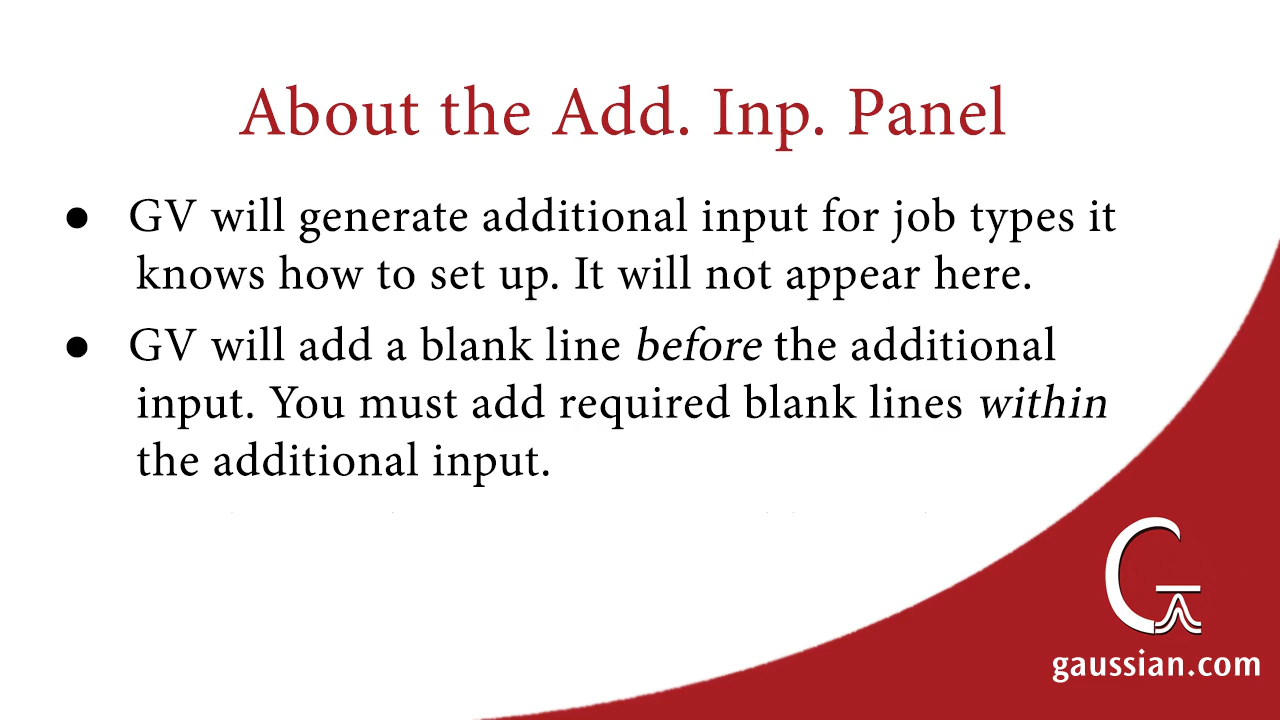 About the Add. Inp. Panel
● GV will generate additional input for job types it
knows how to set up. It will not appear here.
● GV will add a blank line before the additional
input. You must add required blank lines within
the additional input.
G
gaussian.com